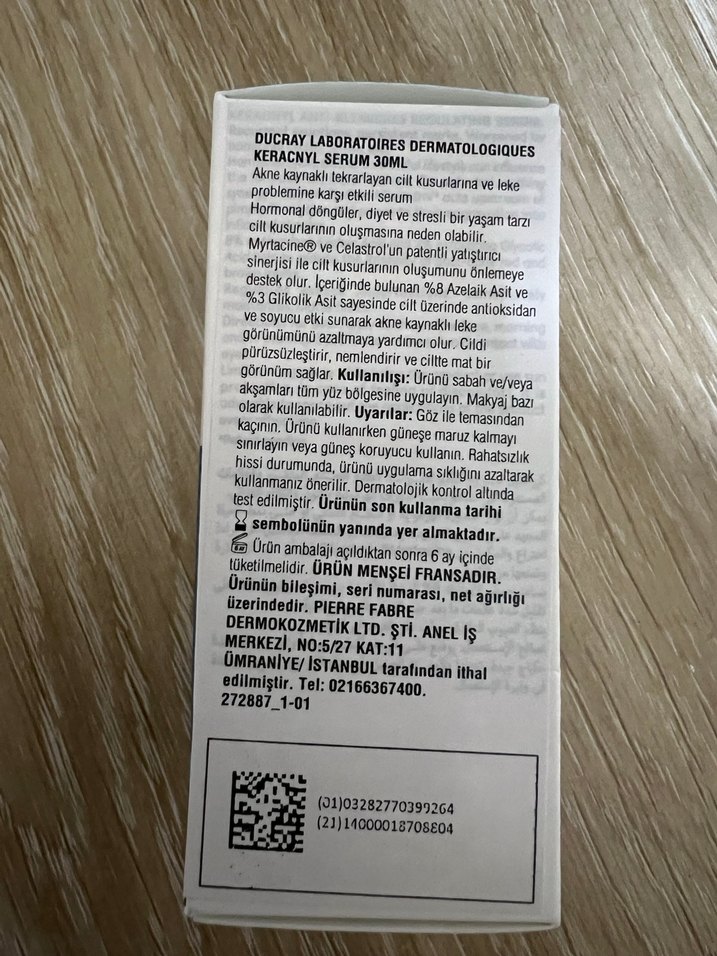 DUCRAY LABORATOIRES DERMATOLOGIQUES
KERACNYL SERUM 30ML
Akne kaynaklı tekrarlayan cilt kusurlarına ve leke
problemine karşı etkili serum
Hormonal döngüler, diyet ve stresli bir yaşam tarzı
cilt kusurlarının oluşmasına neden olabilir.
Myrtacine® ve Celastrol'un patentli yatıştırıcı
sinerjisi ile cilt kusurlarının oluşumunu önlemeye
destek olur. İçeriğinde bulunan %8 Azelaik Asit ve
%3 Glikolik Asit sayesinde cilt üzerinde antioksidan
ve soyucu etki sunarak akne kaynaklı leke
görünümünü azaltmaya yardımcı olur. Cildi
pürüzsüzleştirir, nemlendirir ve ciltte mat bir
görünüm sağlar. Kullanılışı: Ürünü sabah ve/veya
akşamları tüm yüz bölgesine uygulayın. Makyaj bazı
olarak kullanılabilir. Uyarılar: Göz ile temasından
kaçının. Ürünü kullanırken güneşe maruz kalmayı
sınırlayın veya güneş koruyucu kullanın. Rahatsızlık
hissi durumunda, ürünü uygulama sıklığını azaltarak
kullanmanız önerilir. Dermatolojik kontrol altında
test edilmiştir. Ürünün son kullanma tarihi
sembolünün yanında yer almaktadır.
Ürün ambalajı açıldıktan sonra 6 ay içinde
tüketilmelidir. ÜRÜN MENŞEİ FRANSADIR.
Ürünün bileşimi, seri numarası, net ağırlığı
üzerindedir. PIERRE FABRE
DERMOKOZMETİK LTD. ŞTİ. ANEL İŞ
MERKEZİ, NO:5/27 KAT:11
ÜMRANİYE/ İSTANBUL tarafından ithal
edilmiştir. Tel: 02166367400.
272887_1-01
(01)03282770399264
(21)14000018708804